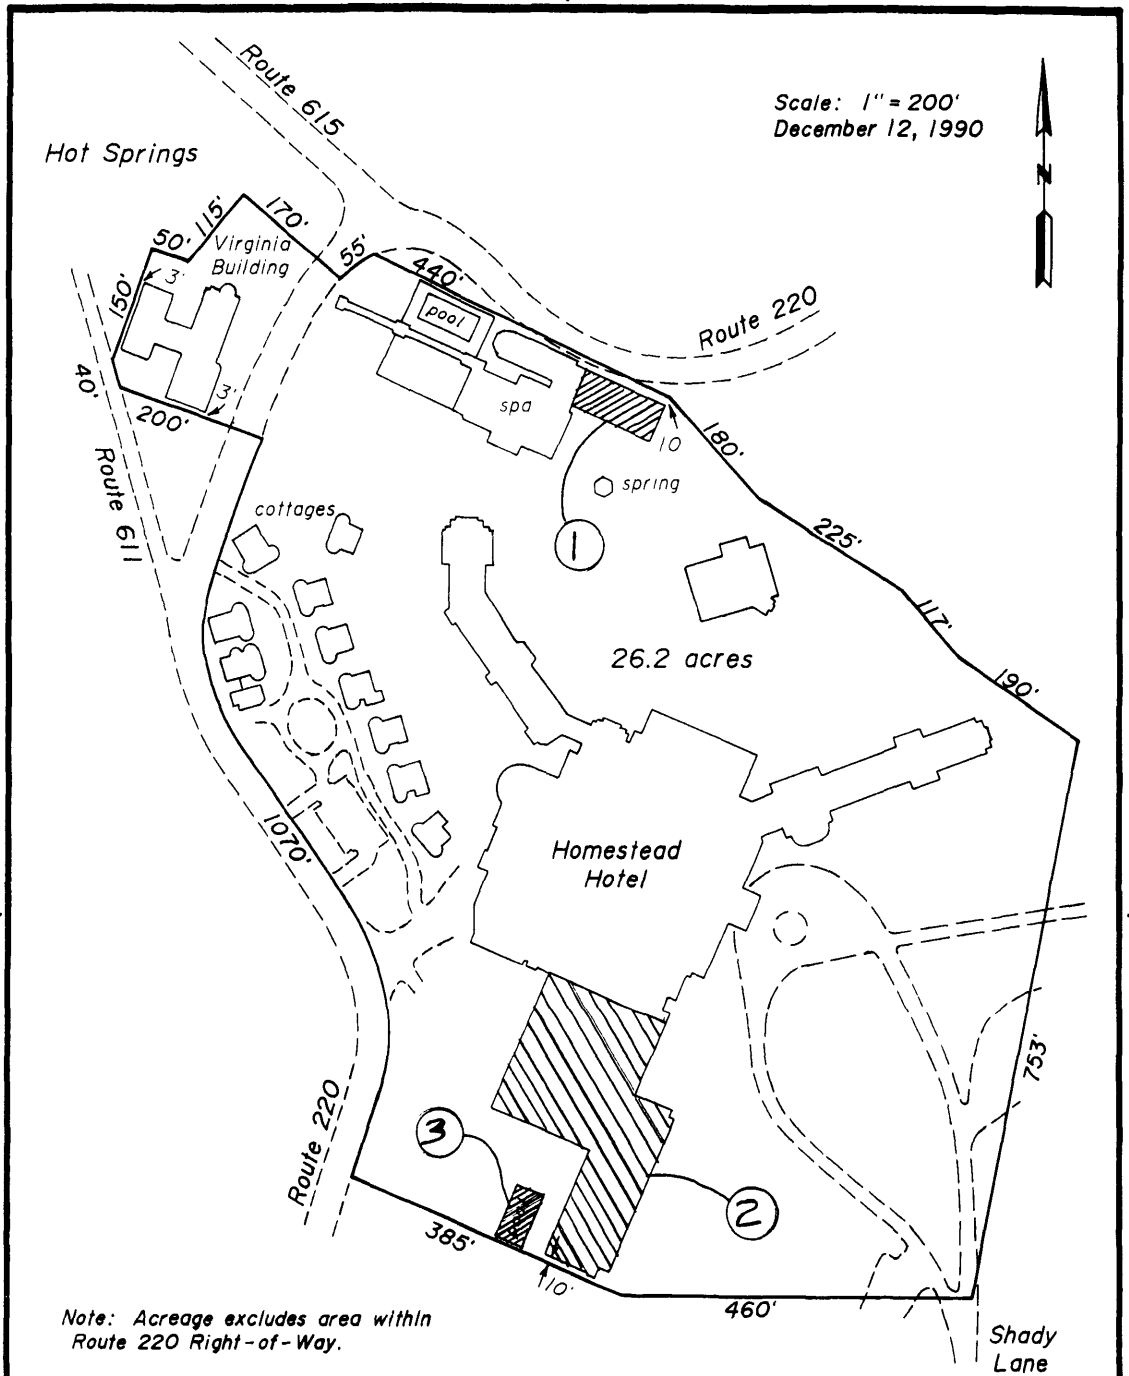 Route 615
Scale: 1" = 200'
December 12, 1990
N
Hot Springs
50'
115'
170'
55'
440'
Virginia
Building
3'
150'
pool
Route 220
40'
3'
200'
spa
10
180'
Route 611
spring
cottages
1
225'
117'
26.2 acres
190'
1070'
Homestead
Hotel
753'
Route 220
3
2
385'
10'
460'
Note: Acreage excludes area within
Route 220 Right-of-Way.
Shady
Lane